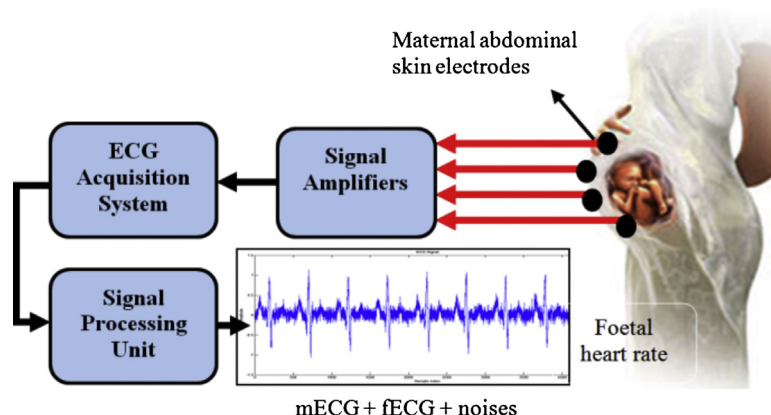 Maternal abdominal
skin electrodes
ECG
Acquisition
System
Signal
Amplifiers
Signal
Processing
Unit
Foetal
heart rate
mECG + fECG + noises